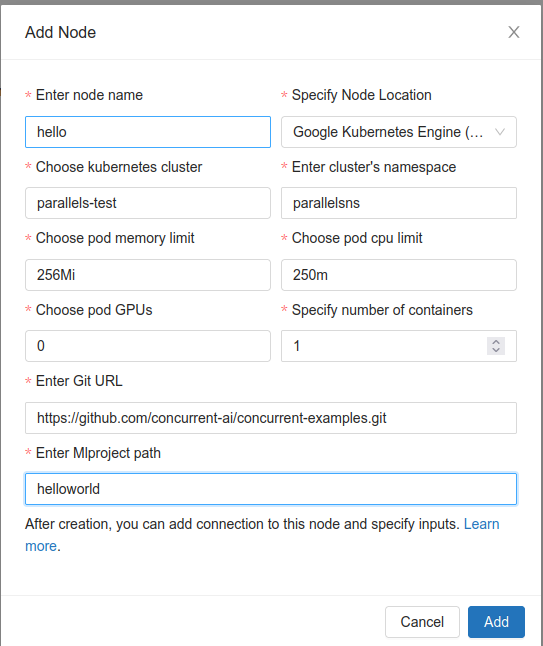 Add Node
* Enter node name
* Specify Node Location
hello
Google Kubernetes Engine (...
* Choose kubernetes cluster
* Enter cluster's namespace
parallels-test
parallelsns
* Choose pod memory limit
* Choose pod cpu limit
256Mi
250m
* Choose pod GPUs
* Specify number of containers
0
1
* Enter Git URL
https://github.com/concurrent-ai/concurrent-examples.git
* Enter Mlproject path
helloworld
After creation, you can add connection to this node and specify inputs. Learn
more.
Cancel
Add